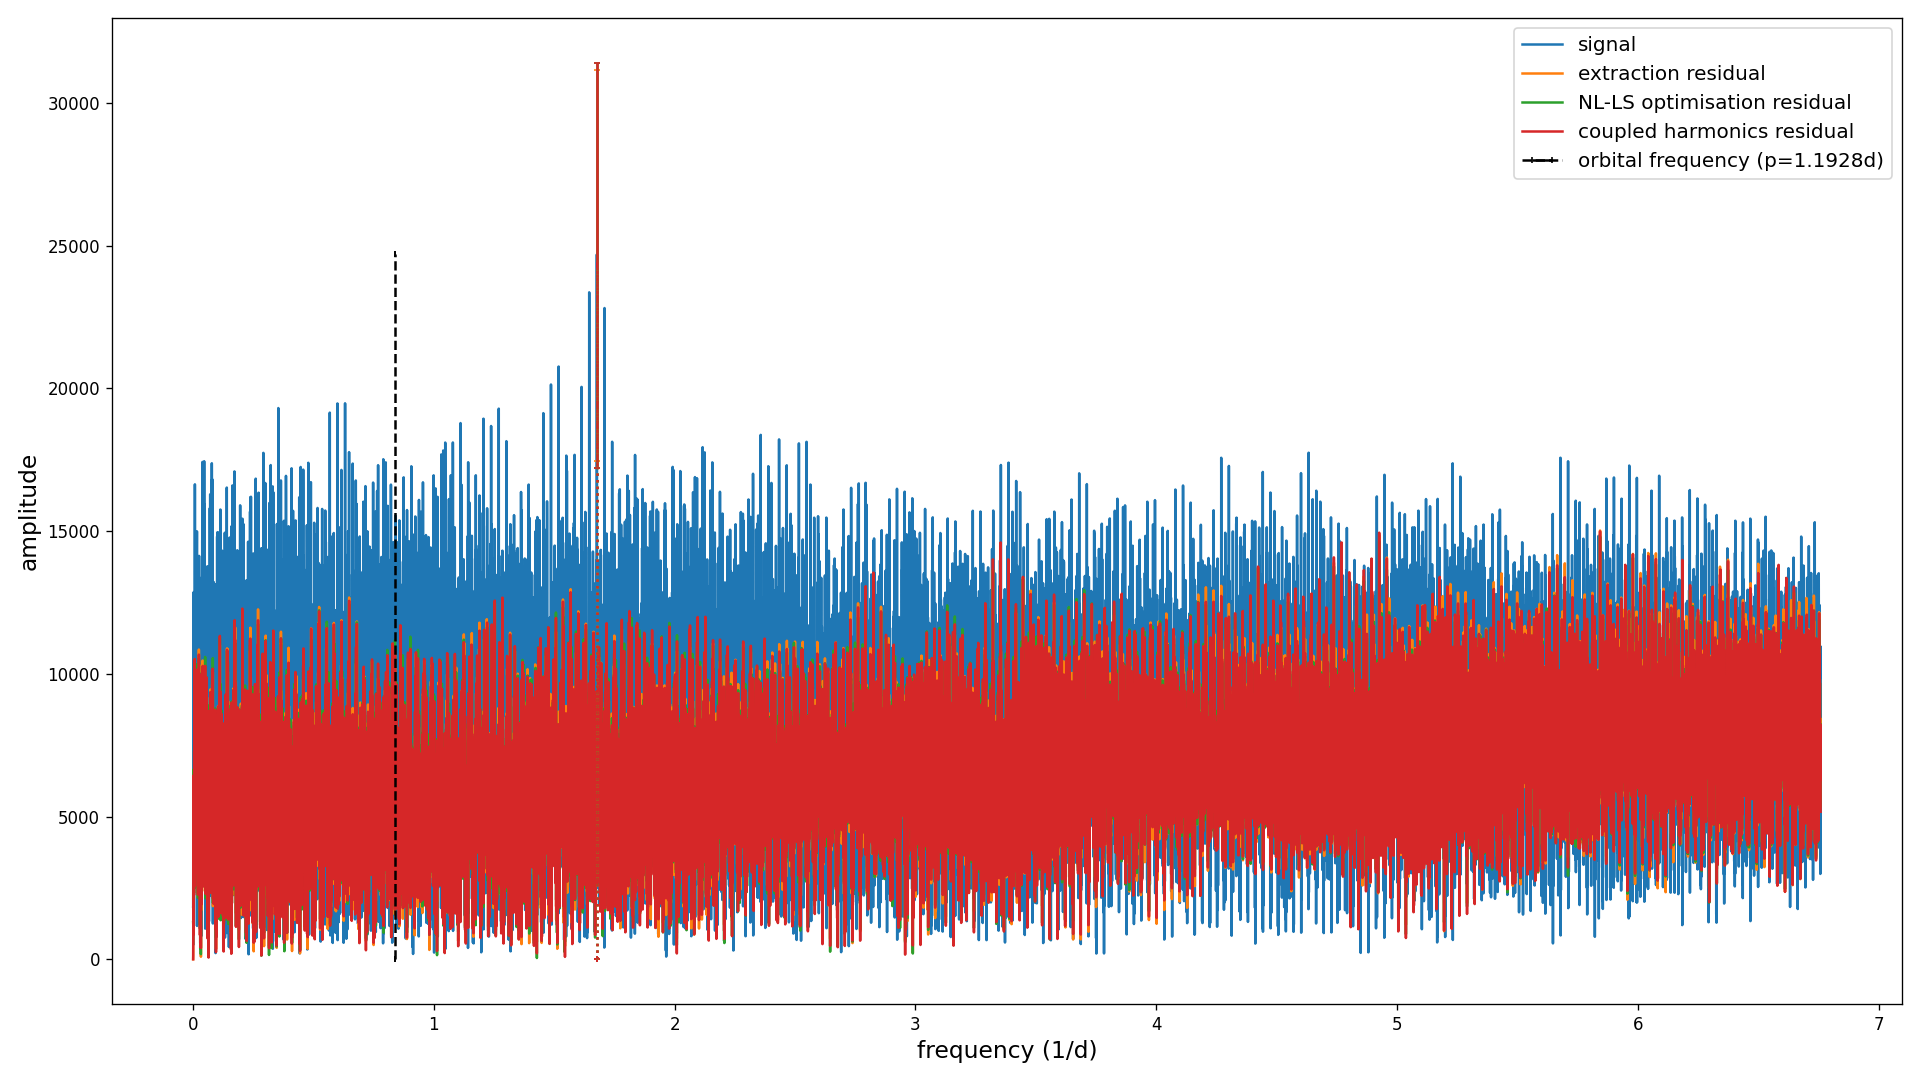 signal
extraction residual
NL-LS optimisation residual
coupled harmonics residual
orbital frequency (p=1.1928d)
amplitude
30000
25000
20000
15000
10000
5000
0
0 1 2 3 4 5 6 7
frequency (1/d)